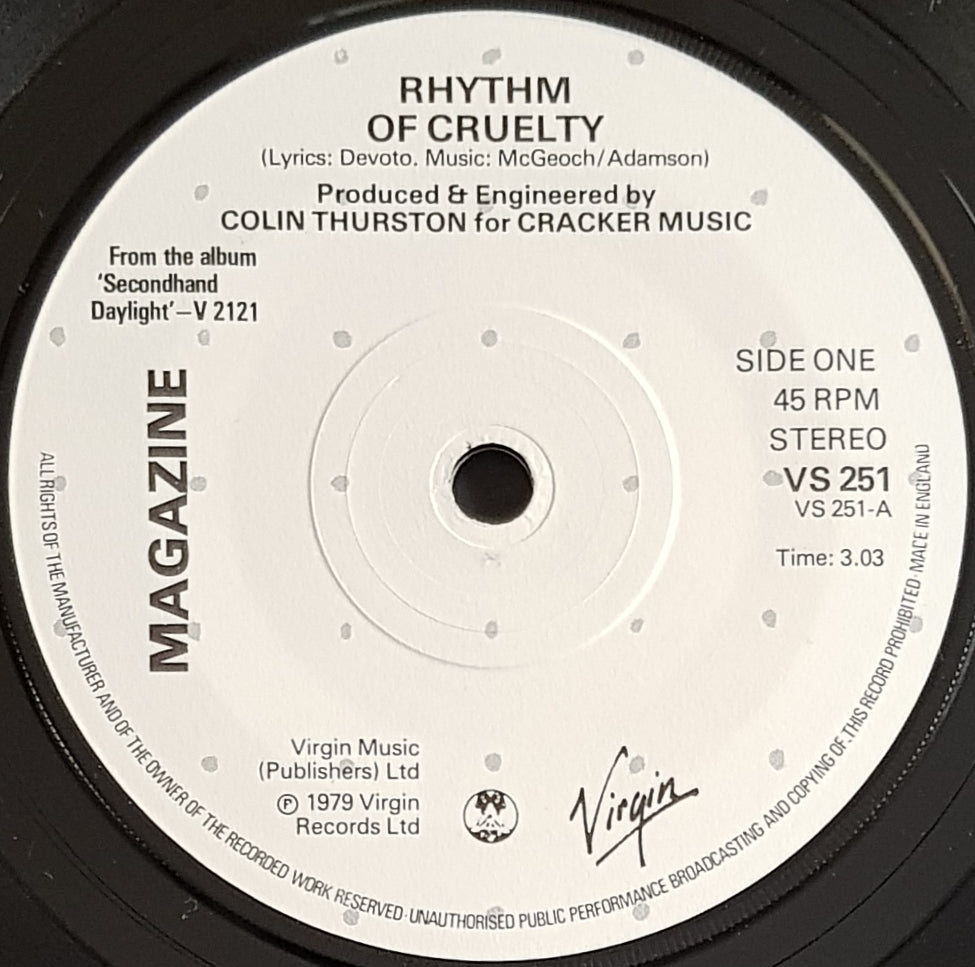 RHYTHM
OF CRUELTY
(Lyrics: Devoto. Music: McGeoch/Adamson)
Produced & Engineered by
COLIN THURSTON for CRACKER MUSIC
From the album
'Secondhand
Daylight'—V 2121
MAGAZINE
SIDE ONE
45 RPM
STEREO
VS 251
VS 251-A
Time: 3.03
Virgin Music
(Publishers) Ltd
℗ 1979 Virgin
Records Ltd
Virgin
ALL RIGHTS OF THE MANUFACTURER AND OF THE OWNER OF THE RECORDED WORK RESERVED · UNAUTHORISED PUBLIC PERFORMANCE BROADCASTING AND COPYING OF THIS RECORD PROHIBITED · MADE IN ENGLAND